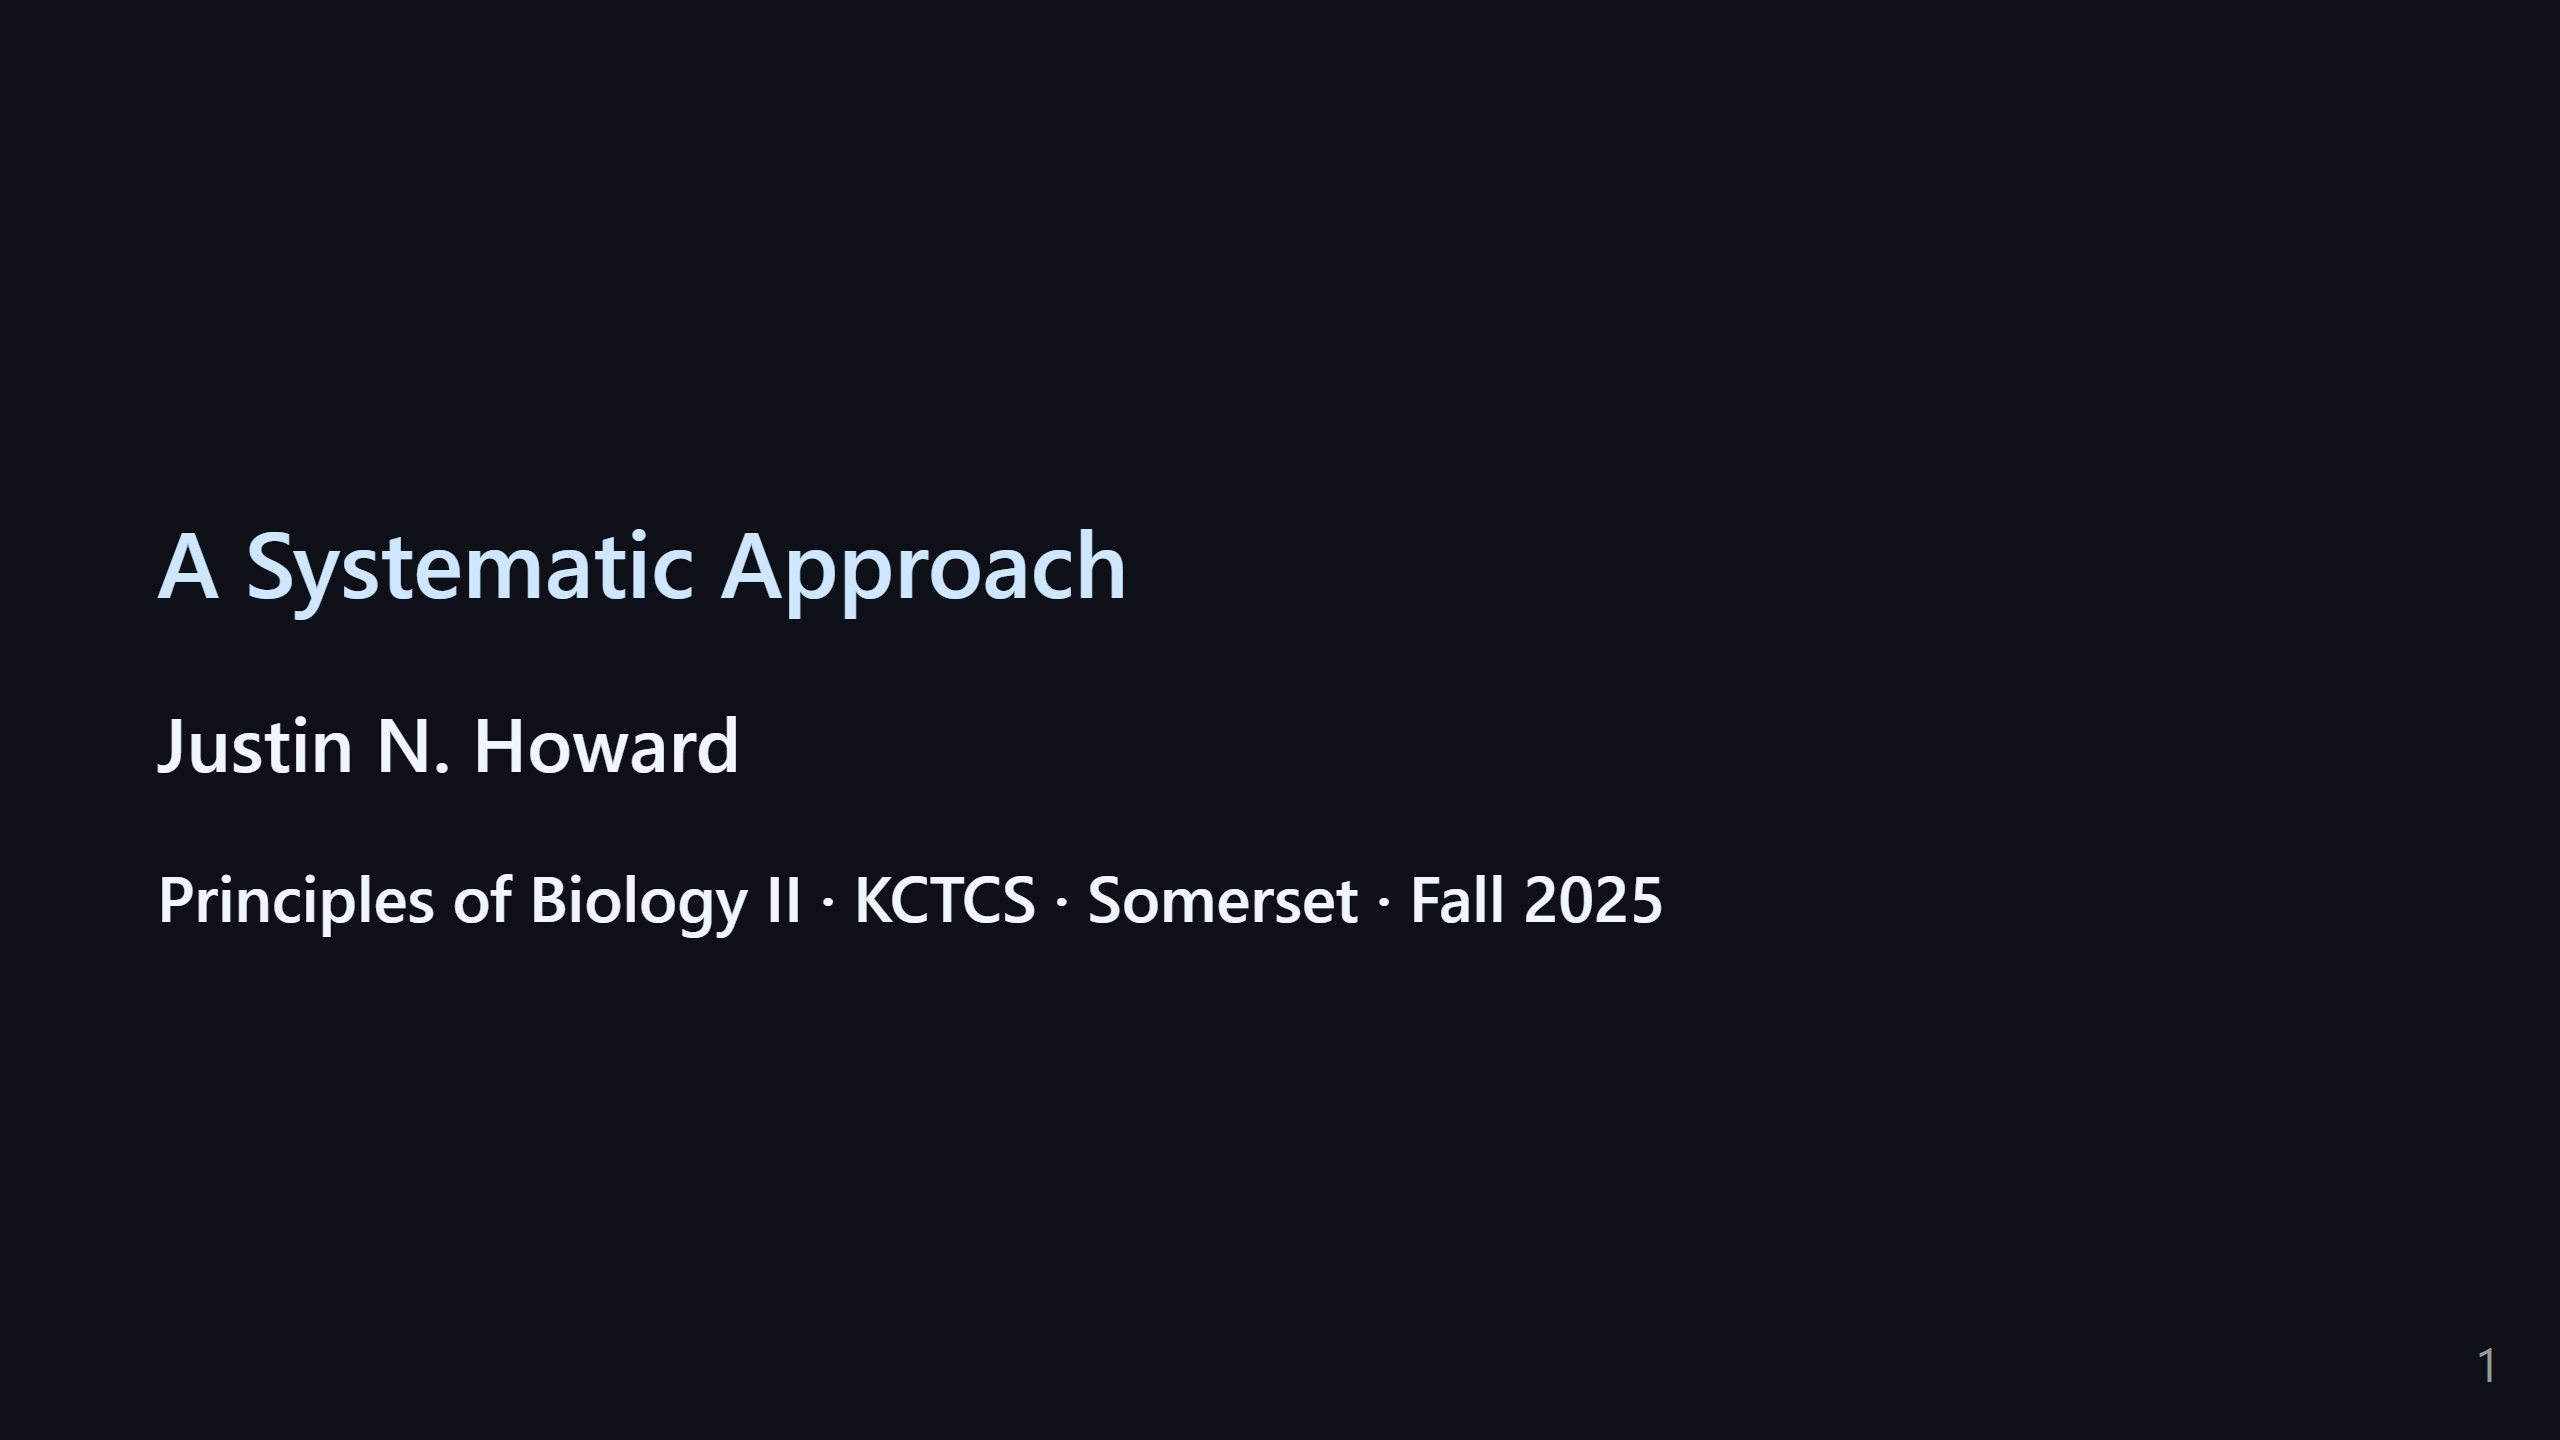 A Systematic Approach
Justin N. Howard
Principles of Biology II · KCTCS · Somerset · Fall 2025
1